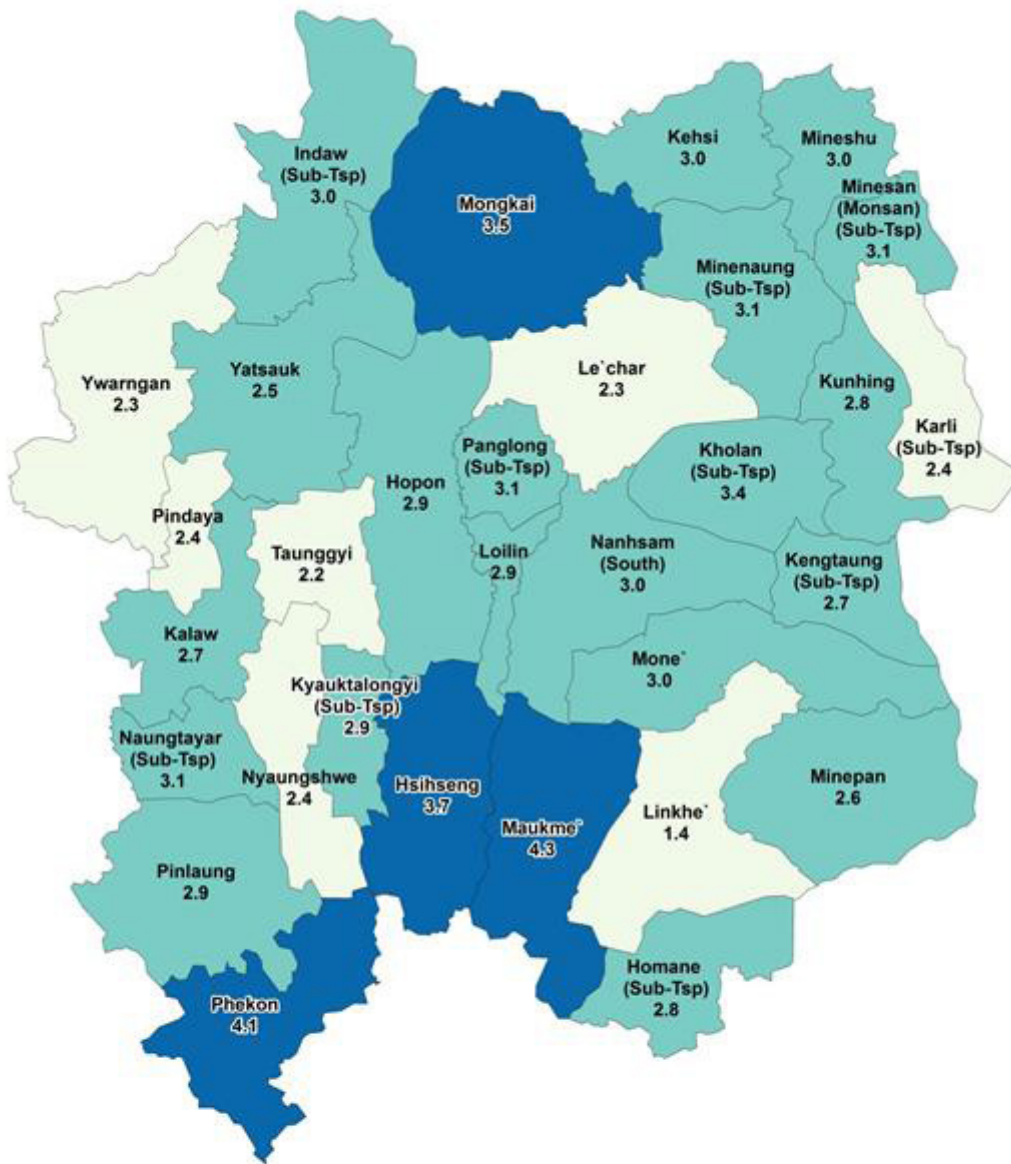 Indaw
(Sub-Tsp)
3.0
Mongkai
3.5
Kehsi
3.0
Mineshu
3.0
Minesan
(Monsan)
(Sub-Tsp)
3.1
Minenaung
(Sub-Tsp)
3.1
Ywarngan
2.3
Yatsauk
2.5
Le`char
2.3
Kunhing
2.8
Karli
(Sub-Tsp)
2.4
Panglong
(Sub-Tsp)
3.1
Kholan
(Sub-Tsp)
3.4
Hopon
2.9
Pindaya
2.4
Taunggyi
2.2
Loilin
2.9
Nanhsam
(South)
3.0
Kengtaung
(Sub-Tsp)
2.7
Kalaw
2.7
Mone`
3.0
Kyauktalongyi
(Sub-Tsp)
2.9
Naungtayar
(Sub-Tsp)
3.1
Nyaungshwe
2.4
Hsihseng
3.7
Maukme`
4.3
Linkhe`
1.4
Minepan
2.6
Pinlaung
2.9
Homane
(Sub-Tsp)
2.8
Phekon
4.1